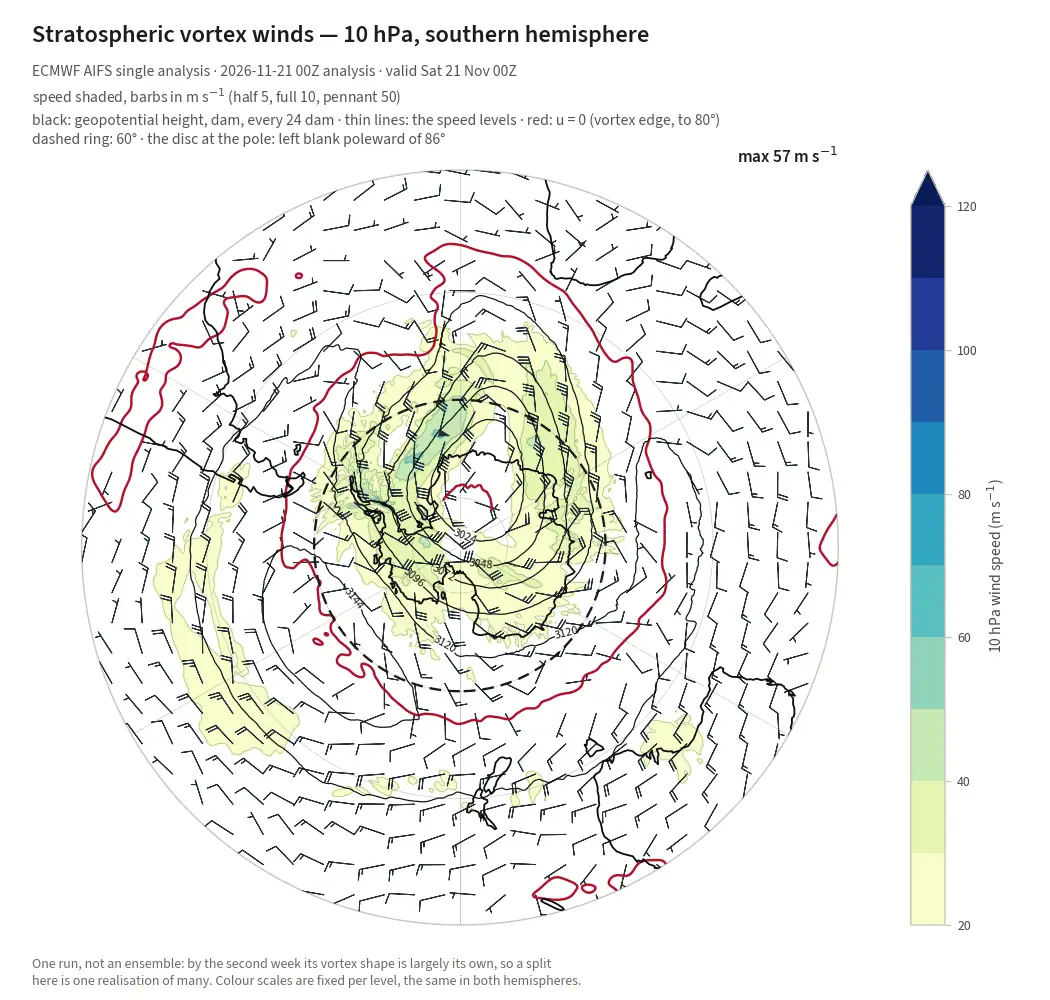 Stratospheric vortex winds — 10 hPa, southern hemisphere
ECMWF AIFS single analysis · 2026-11-21 00Z analysis · valid Sat 21 Nov 00Z
speed shaded, barbs in m s⁻¹ (half 5, full 10, pennant 50)
black: geopotential height, dam, every 24 dam · thin lines: the speed levels · red: u = 0 (vortex edge, to 80°)
dashed ring: 60° · the disc at the pole: left blank poleward of 86°
max 57 m s⁻¹
120
100
80
60
40
20
10 hPa wind speed (m s⁻¹)
3024
3048
3096
3144
3120
3120
One run, not an ensemble: by the second week its vortex shape is largely its own, so a split
here is one realisation of many. Colour scales are fixed per level, the same in both hemispheres.